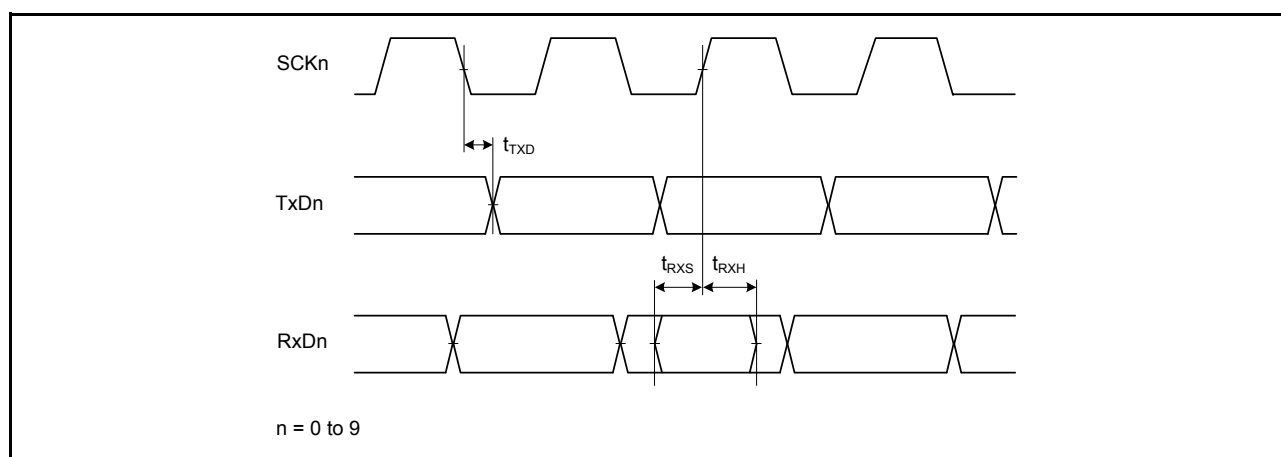 SCKn
tTXD
TxDn
tRXS tRXH
RxDn
n = 0 to 9